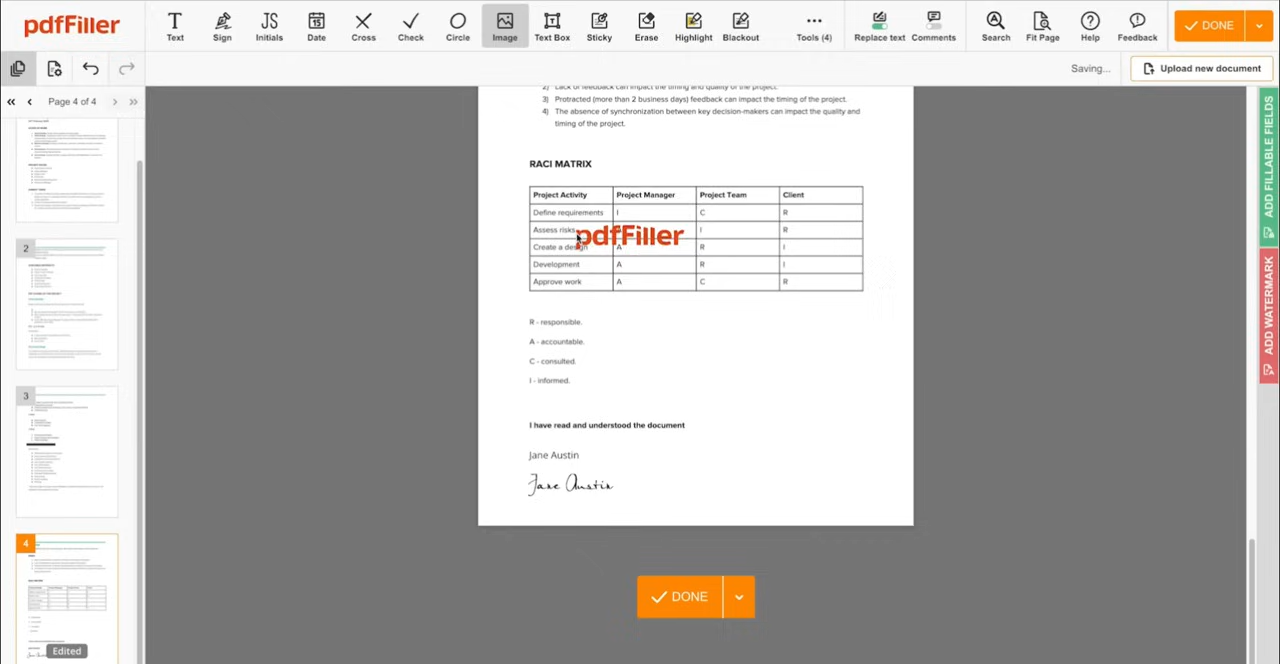 pdfFiller
Text
Sign
JS
Initials
15
Date
Cross
Check
Circle
Image
Text Box
Sticky
Erase
Highlight
Blackout
Tools (4)
Replace text
Comments
Search
Fit Page
Help
Feedback
DONE
Saving...
Upload new document
Page 4 of 4
2
3
4
Edited
2) Lack of feedback can impact the timing and quality of the project.
3) Protracted (more than 2 business days) feedback can impact the timing of the project.
4) The absence of synchronization between key decision-makers can impact the quality and
timing of the project.
RACI MATRIX
Project Activity Project Manager Project Team Client
Define requirements I C R
Assess risks I R
pdfFiller
Create a design A R I
Development A R I
Approve work A C R
R - responsible.
A - accountable.
C - consulted.
I - informed.
I have read and understood the document
Jane Austin
Jane Austin
DONE
ADD FILLABLE FIELDS
ADD WATERMARK